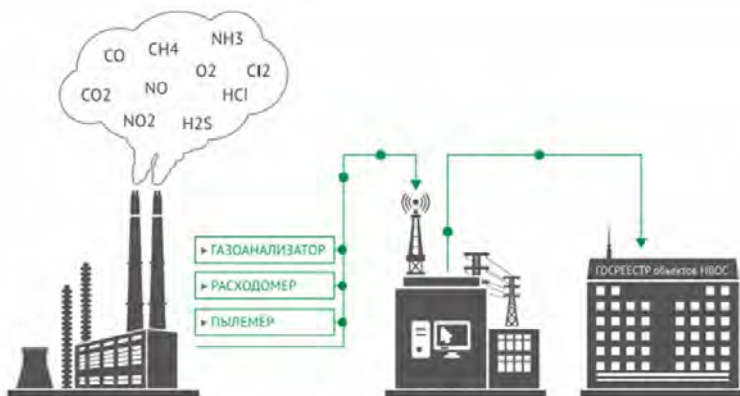 CO
CH4
NH3
CO2
NO
O2
Cl2
HCl
NO2
H2S
► ГАЗОАНАЛИЗАТОР
► РАСХОДОМЕР
► ПЫЛЕМЕР
ГОСРЕЕСТР объектов НВОС